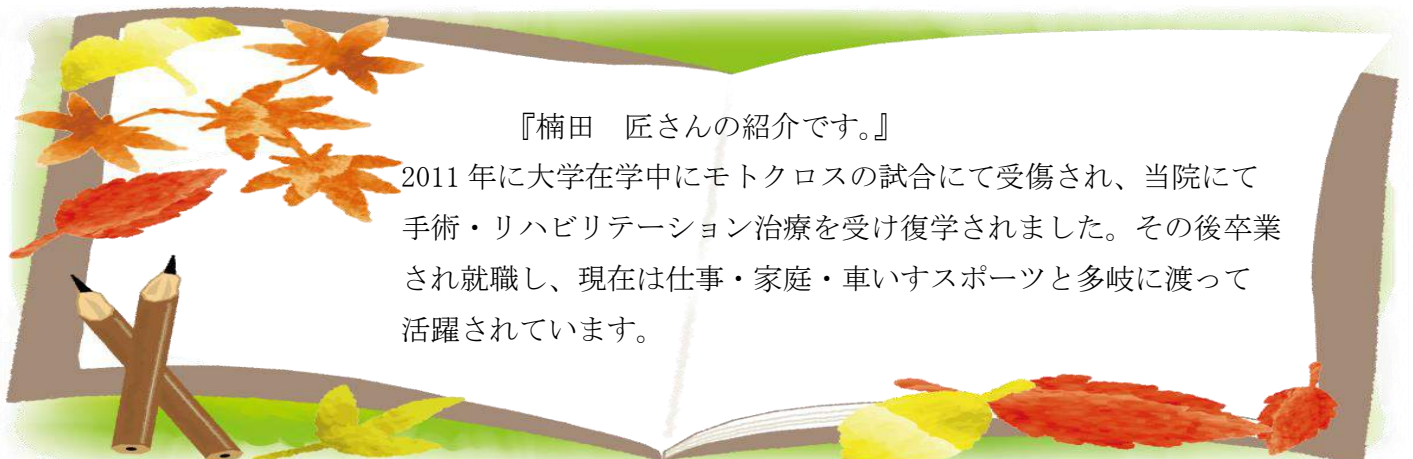 『楠田　匠さんの紹介です。』
2011 年に大学在学中にモトクロスの試合にて受傷され、当院にて
手術・リハビリテーション治療を受け復学されました。その後卒業
され就職し、現在は仕事・家庭・車いすスポーツと多岐に渡って
活躍されています。